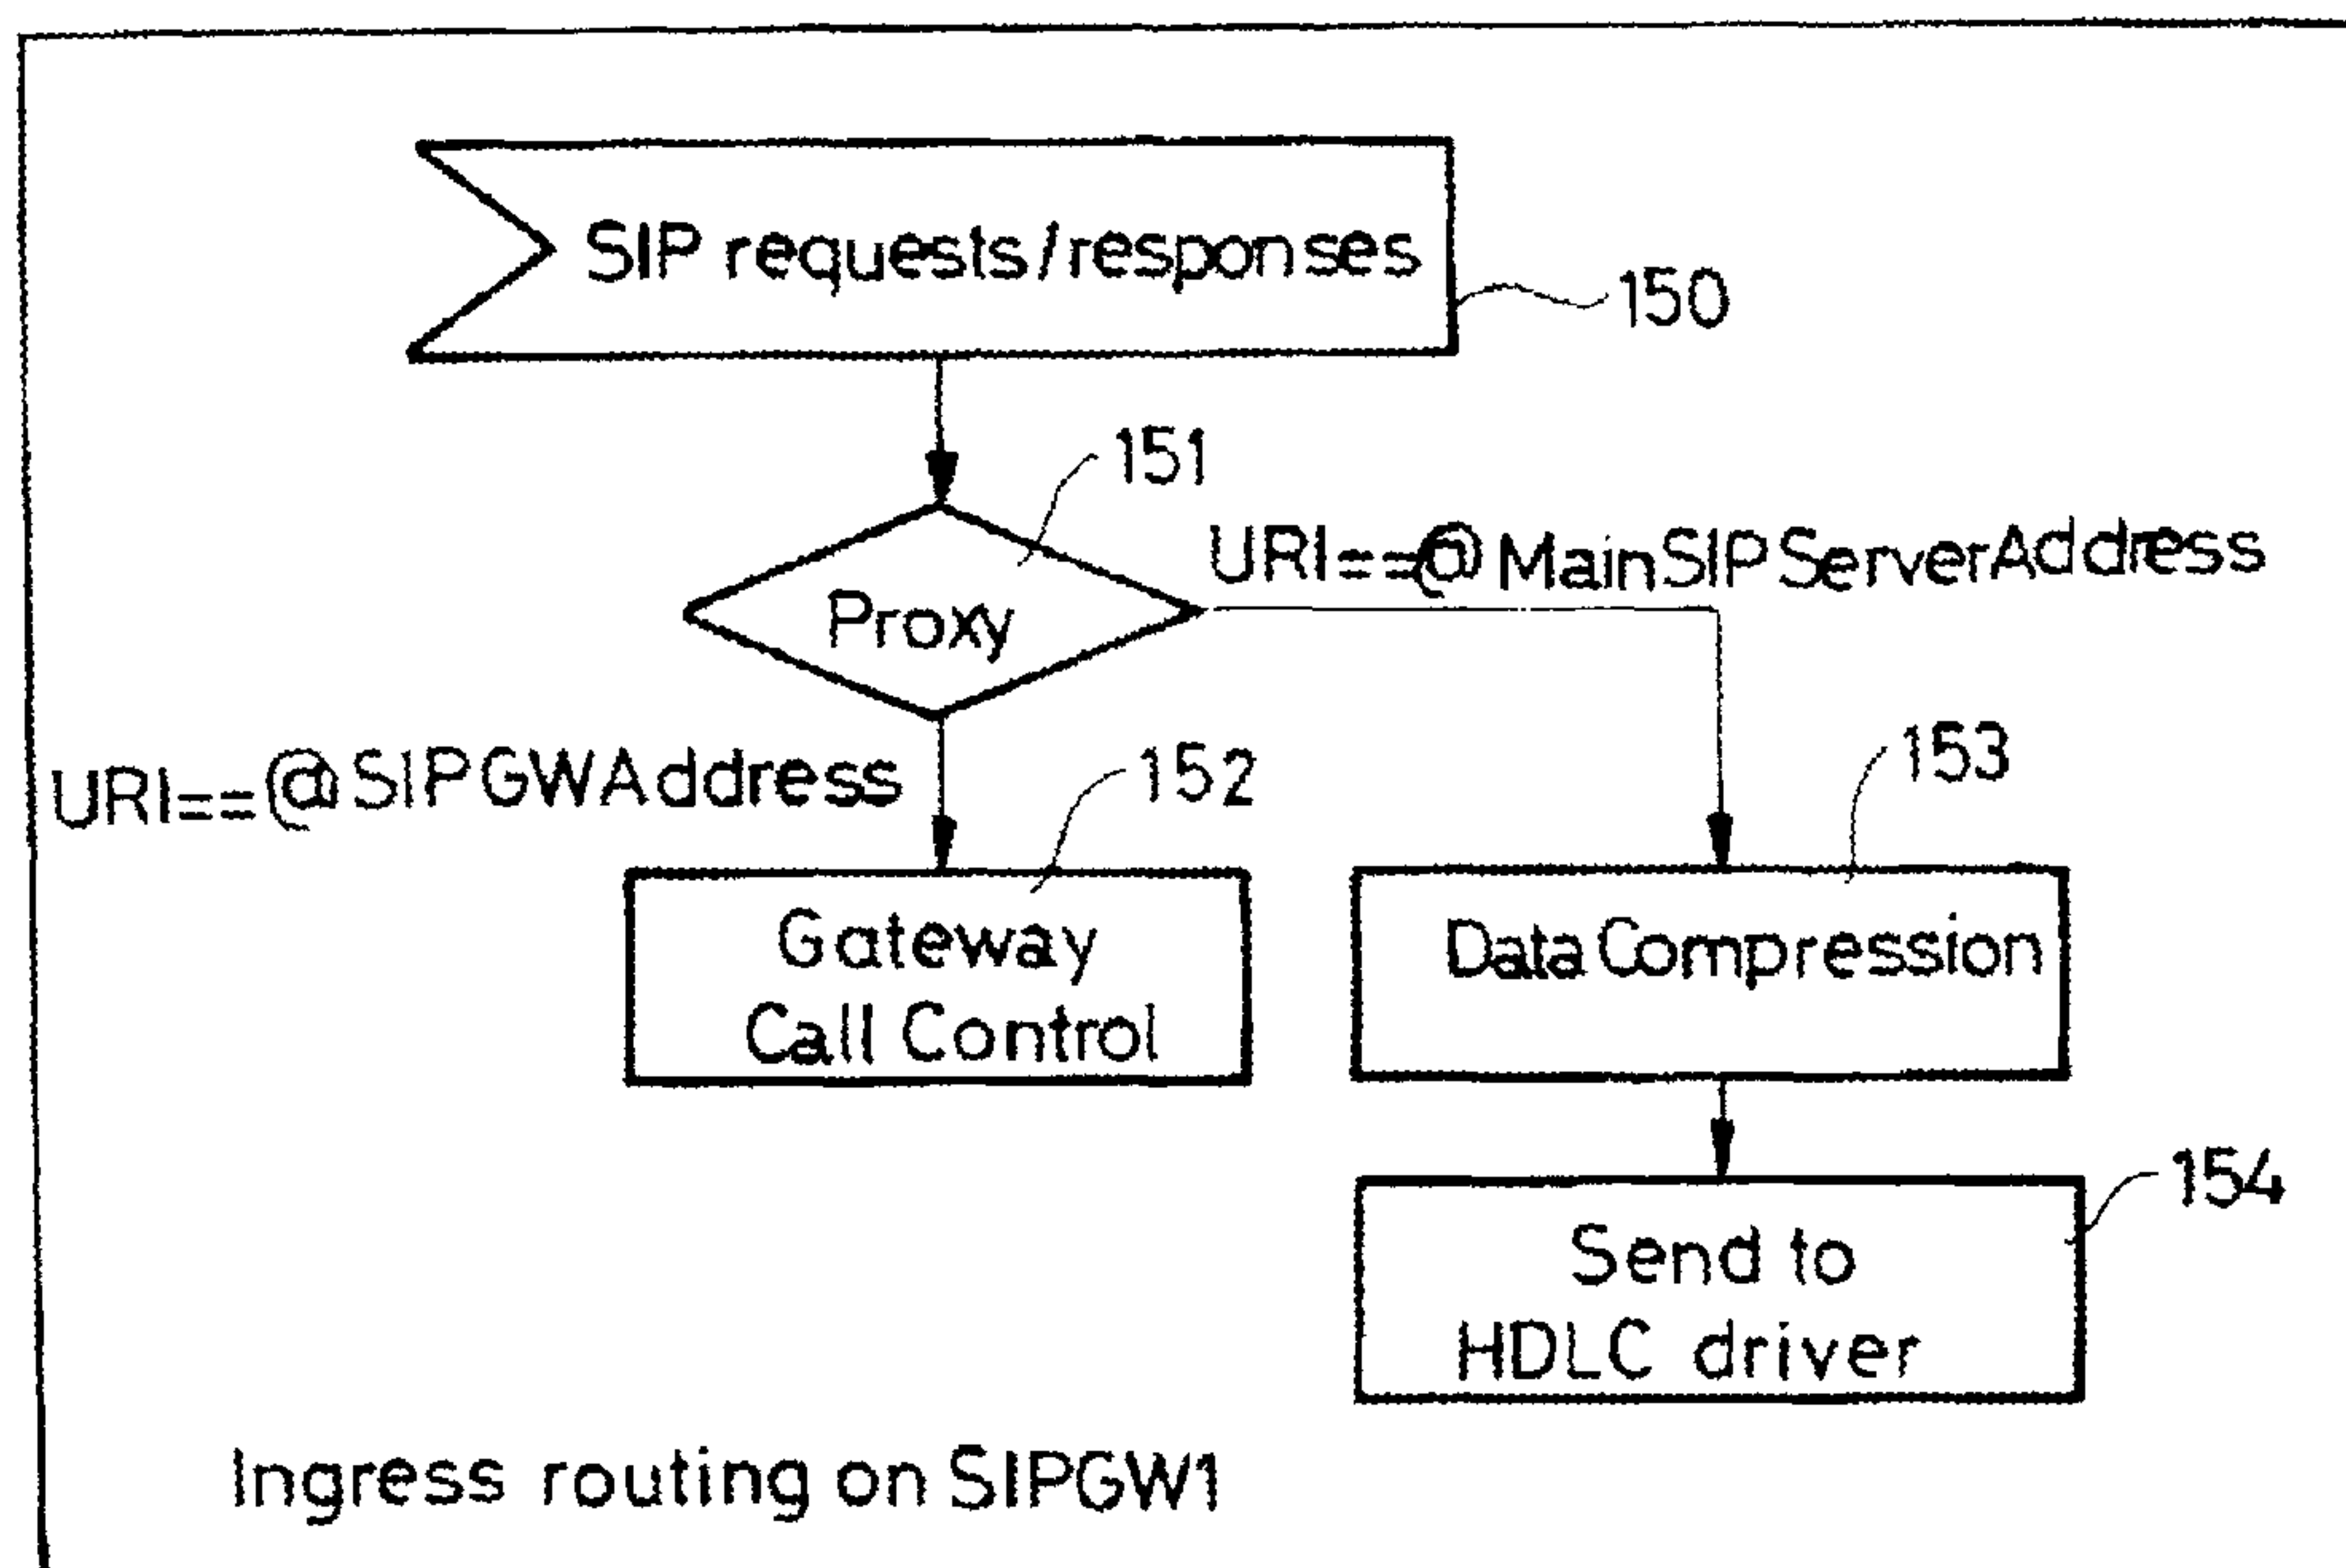 SIP requests/responses
150
151
URI==@MainSIPServerAddress
Proxy
URI==@SIPGWAddress
152
153
Gateway
Call Control
Data Compression
154
Send to
HDLC driver
Ingress routing on SIPGW1